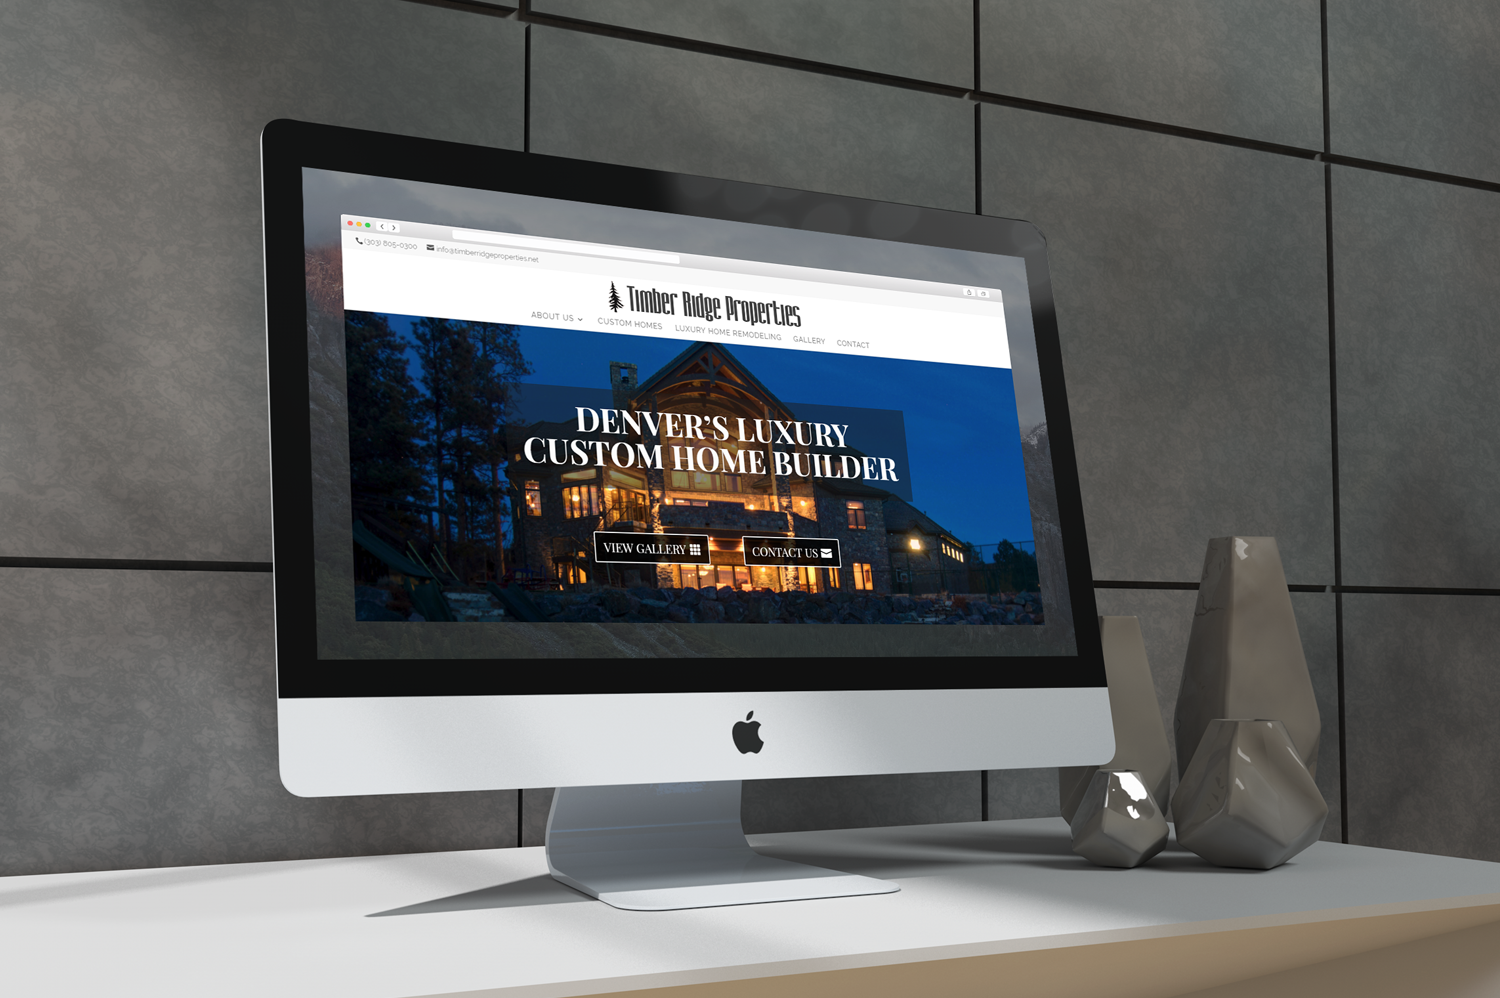 (303) 805-0300 info@timberridgeproperties.net
Timber Ridge Properties
ABOUT US CUSTOM HOMES LUXURY HOME REMODELING GALLERY CONTACT
DENVER'S LUXURY
CUSTOM HOME BUILDER
VIEW GALLERY CONTACT US